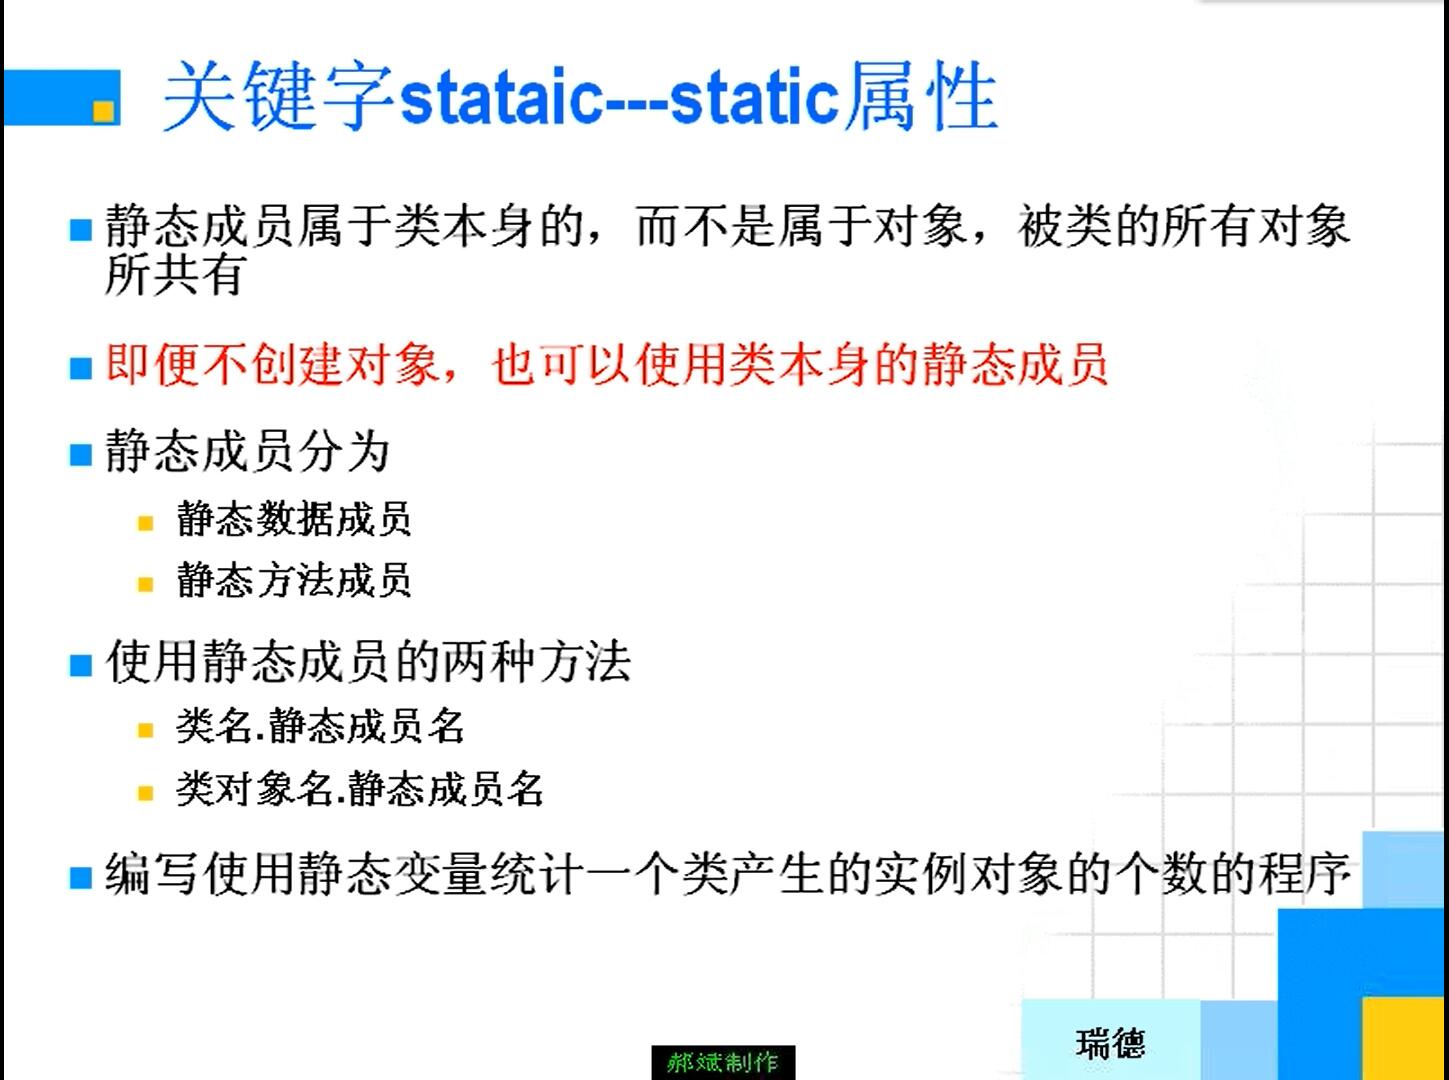 关键字stataic---static属性
静态成员属于类本身的，而不是属于对象，被类的所有对象
所共有
即便不创建对象，也可以使用类本身的静态成员
静态成员分为
静态数据成员
静态方法成员
使用静态成员的两种方法
类名.静态成员名
类对象名.静态成员名
编写使用静态变量统计一个类产生的实例对象的个数的程序
瑞德
郝斌制作